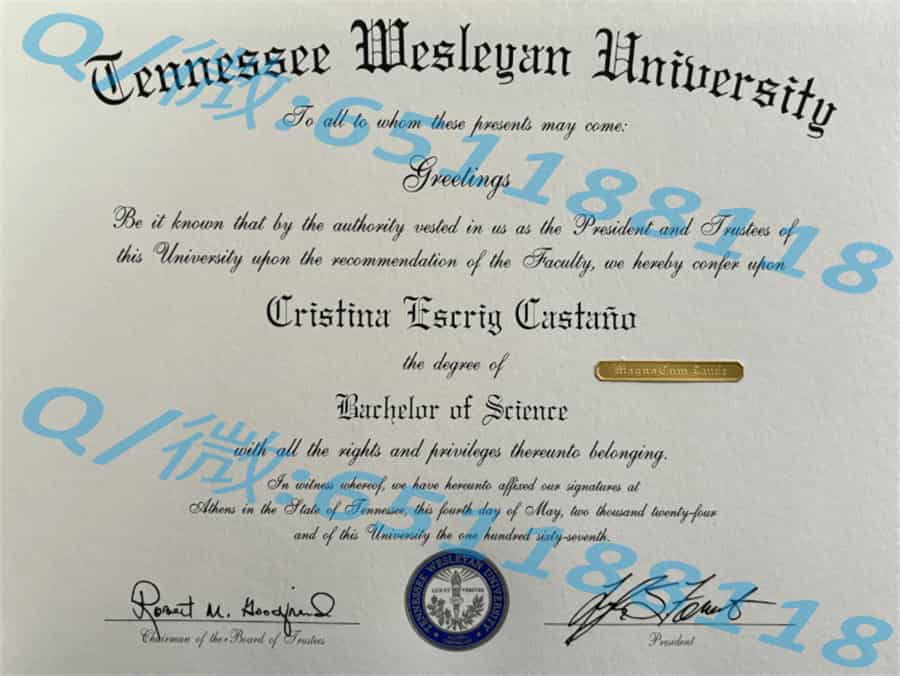 Tennessee Wesleyan University
To all to whom these presents may come:
Greetings
Be it known that by the authority vested in us as the President and Trustees of
this University upon the recommendation of the Faculty, we hereby confer upon
Cristina Escrig Castaño
the degree of
Magna Cum Laude
Bachelor of Science
with all the rights and privileges thereunto belonging.
In witness whereof, we have hereunto affixed our signatures at
Athens in the State of Tennessee, this fourth day of May, two thousand twenty-four
and of this University the one hundred sixty-seventh.
Robert M. Goodfriend
Chairman of the Board of Trustees
President
TENNESSEE WESLEYAN UNIVERSITY
Q/微:651188118
Q/微:651188118